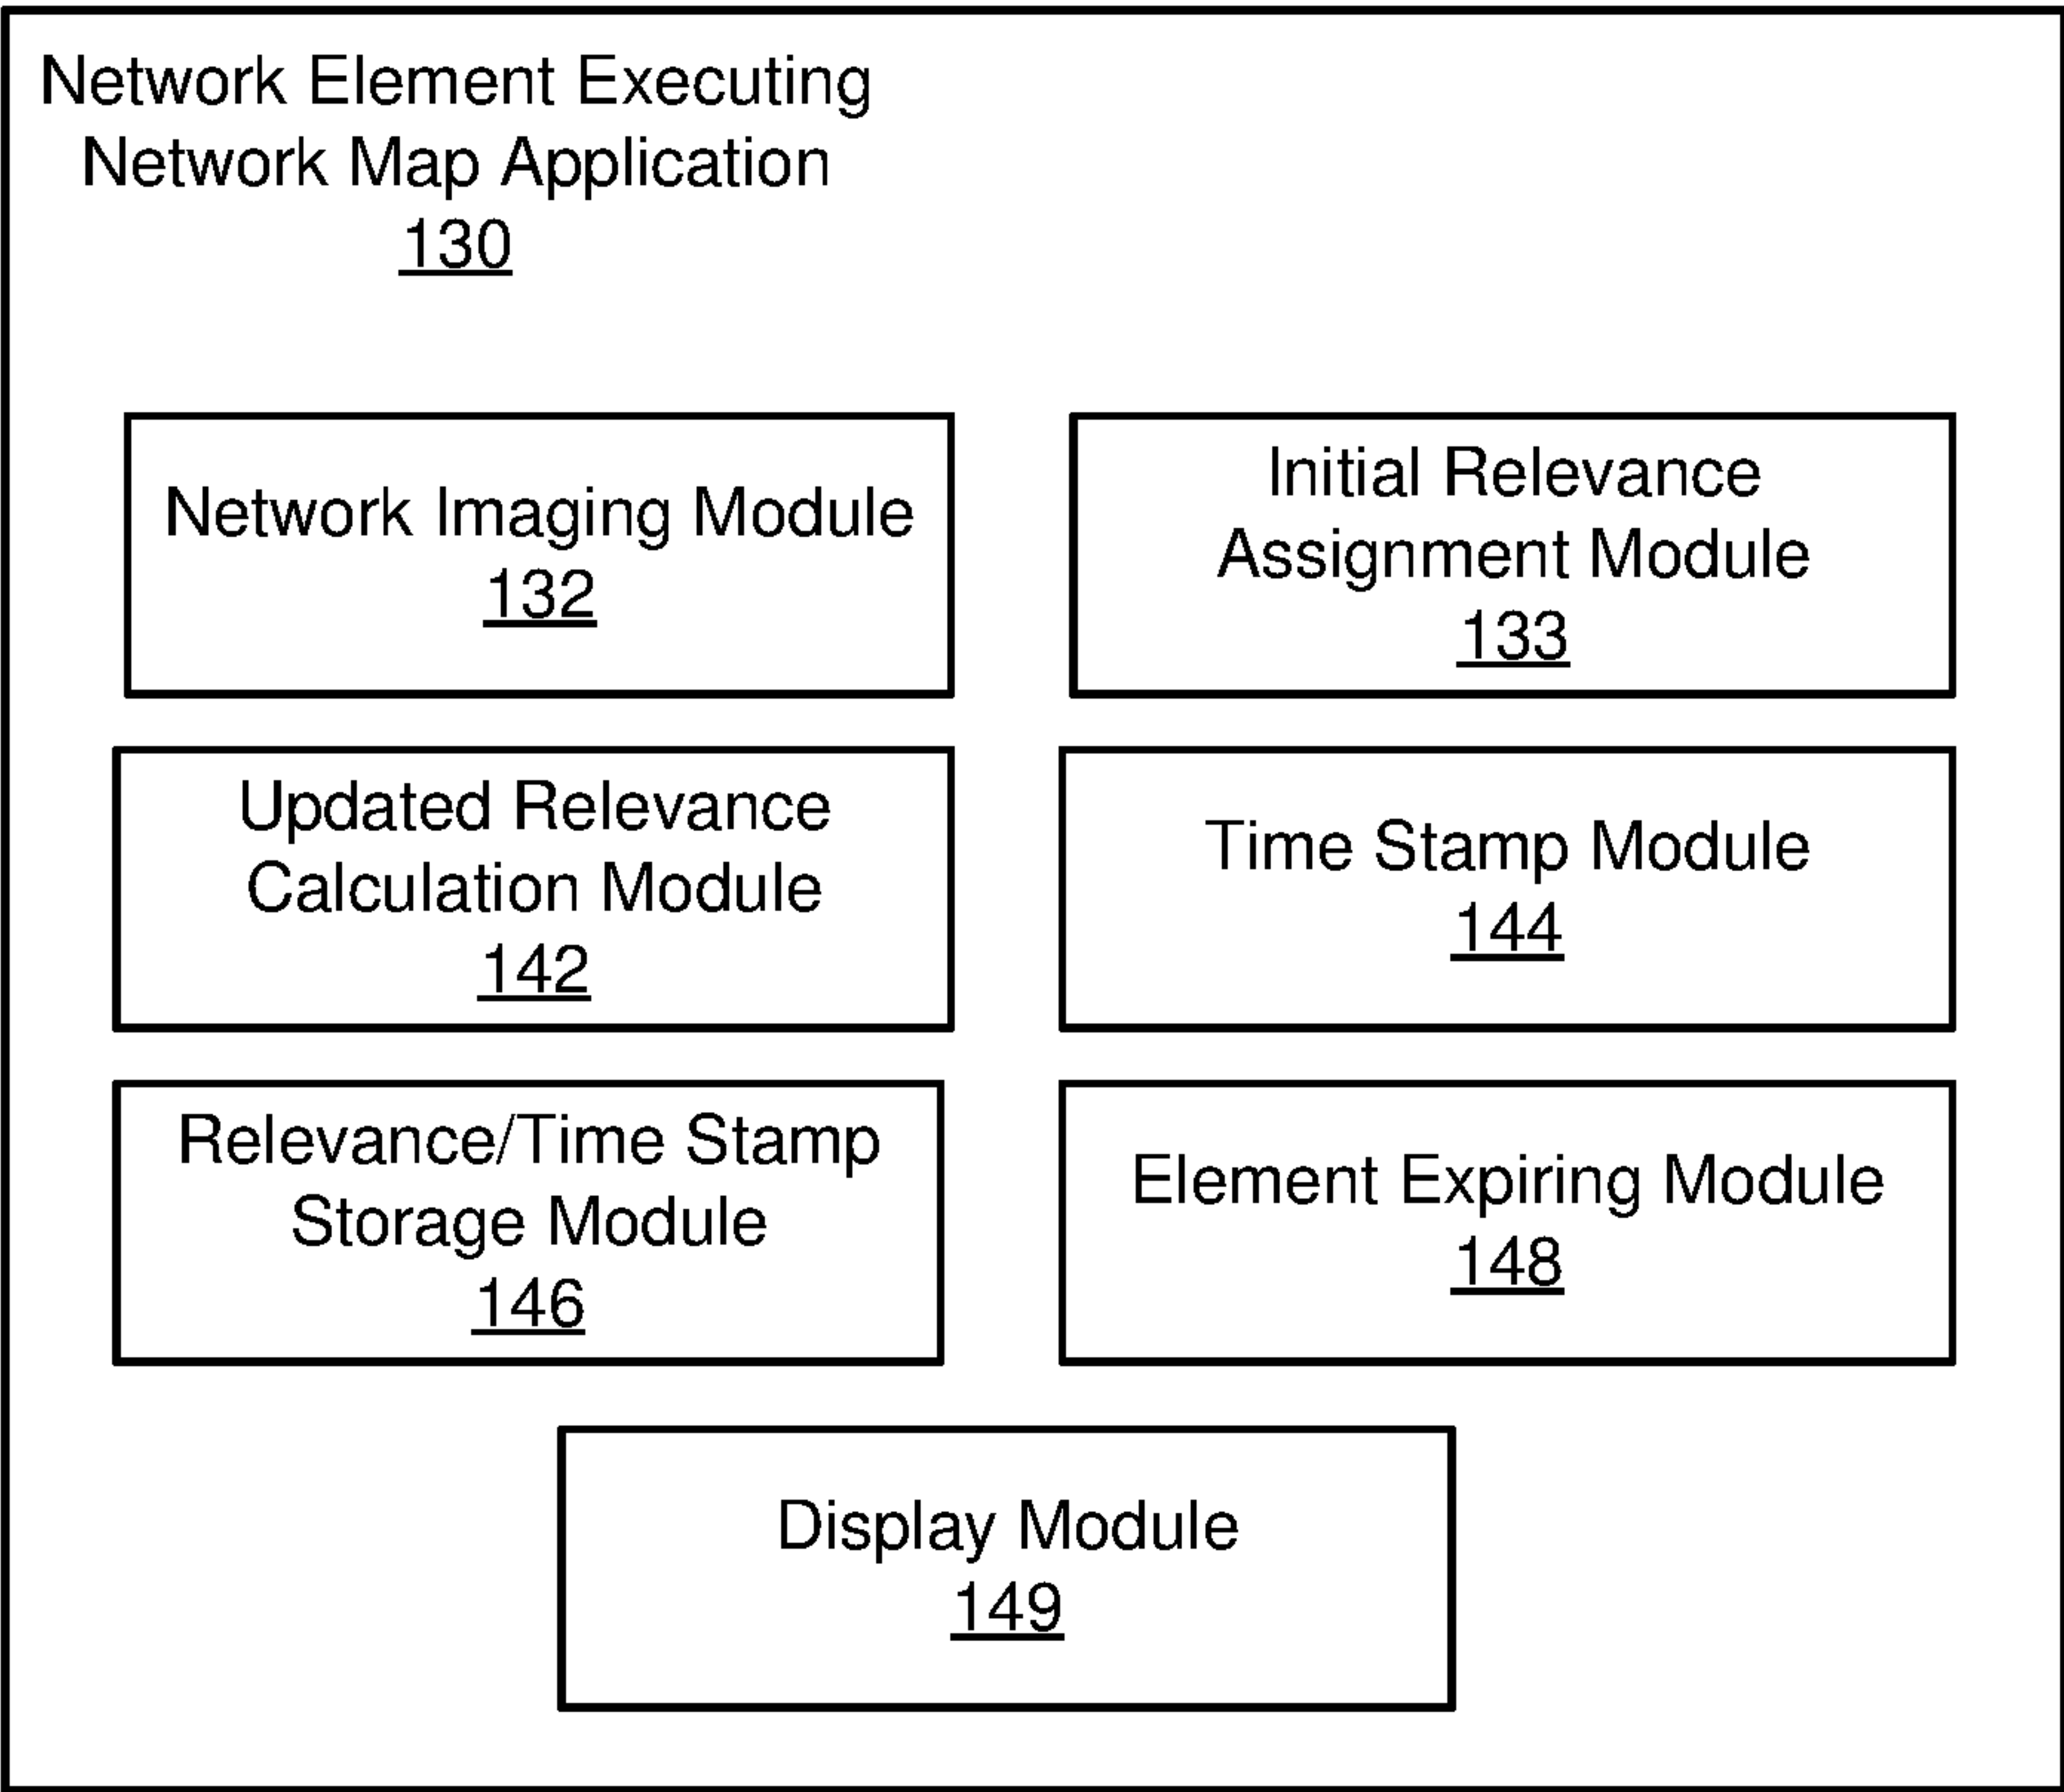 Network Element Executing
Network Map Application
130
Network Imaging Module
132
Initial Relevance
Assignment Module
133
Updated Relevance
Calculation Module
142
Time Stamp Module
144
Relevance/Time Stamp
Storage Module
146
Element Expiring Module
148
Display Module
149